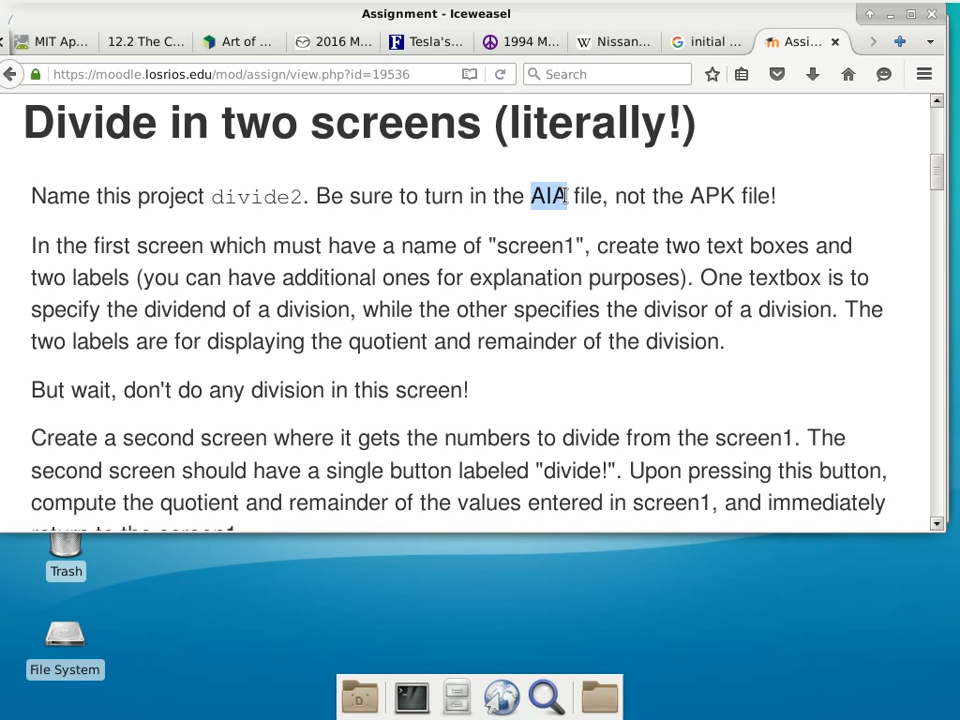 Assignment - Iceweasel
MIT Ap... 12.2 The C... Art of ... 2016 M... Tesla's... 1994 M... Nissan... initial ... Assi...
https://moodle.losrios.edu/mod/assign/view.php?id=19536 Search
Divide in two screens (literally!)
Name this project divide2. Be sure to turn in the AIA file, not the APK file!
In the first screen which must have a name of "screen1", create two text boxes and
two labels (you can have additional ones for explanation purposes). One textbox is to
specify the dividend of a division, while the other specifies the divisor of a division. The
two labels are for displaying the quotient and remainder of the division.
But wait, don't do any division in this screen!
Create a second screen where it gets the numbers to divide from the screen1. The
second screen should have a single button labeled "divide!". Upon pressing this button,
compute the quotient and remainder of the values entered in screen1, and immediately
return to the screen1.
Trash
File System